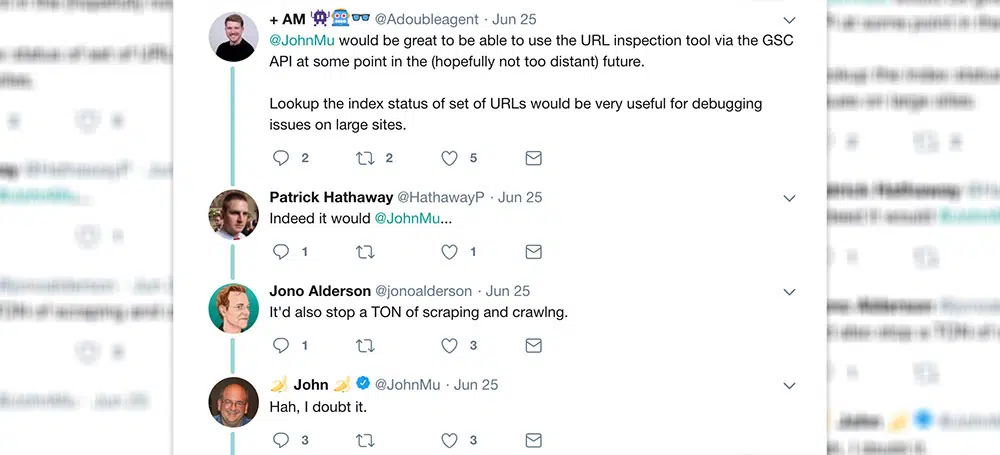 + AM 👾🤖👓 @Adoubleagent · Jun 25
@JohnMu would be great to be able to use the URL inspection tool via the GSC
API at some point in the (hopefully not too distant) future.
Lookup the index status of set of URLs would be very useful for debugging
issues on large sites.
2 2 5
Patrick Hathaway @HathawayP · Jun 25
Indeed it would @JohnMu...
1 1
Jono Alderson @jonoalderson · Jun 25
It'd also stop a TON of scraping and crawlng.
1 3
🍌 John 🍌 @JohnMu · Jun 25
Hah, I doubt it.
3 3